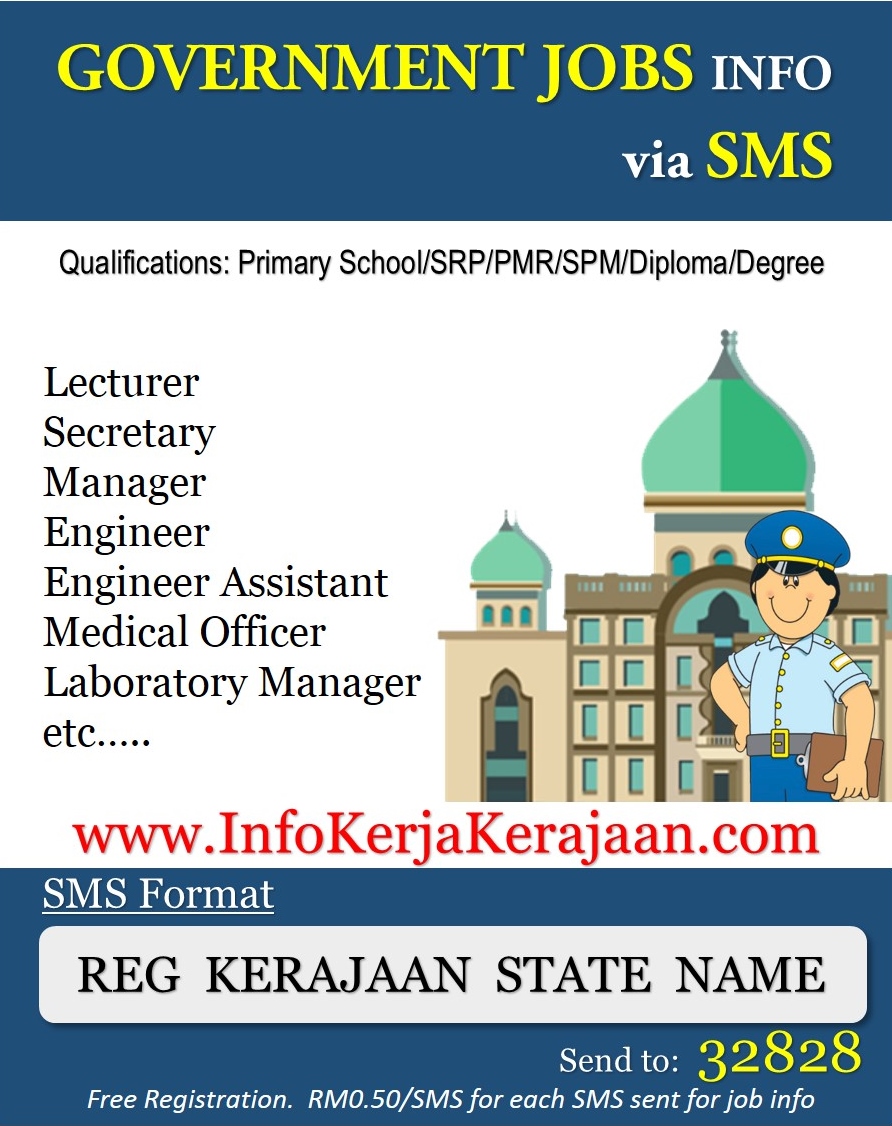 GOVERNMENT JOBS INFO
via SMS
Qualifications: Primary School/SRP/PMR/SPM/Diploma/Degree
Lecturer
Secretary
Manager
Engineer
Engineer Assistant
Medical Officer
Laboratory Manager
etc.....
www.InfoKerjaKerajaan.com
SMS Format
REG KERAJAAN STATE NAME
Send to: 32828
Free Registration. RM0.50/SMS for each SMS sent for job info